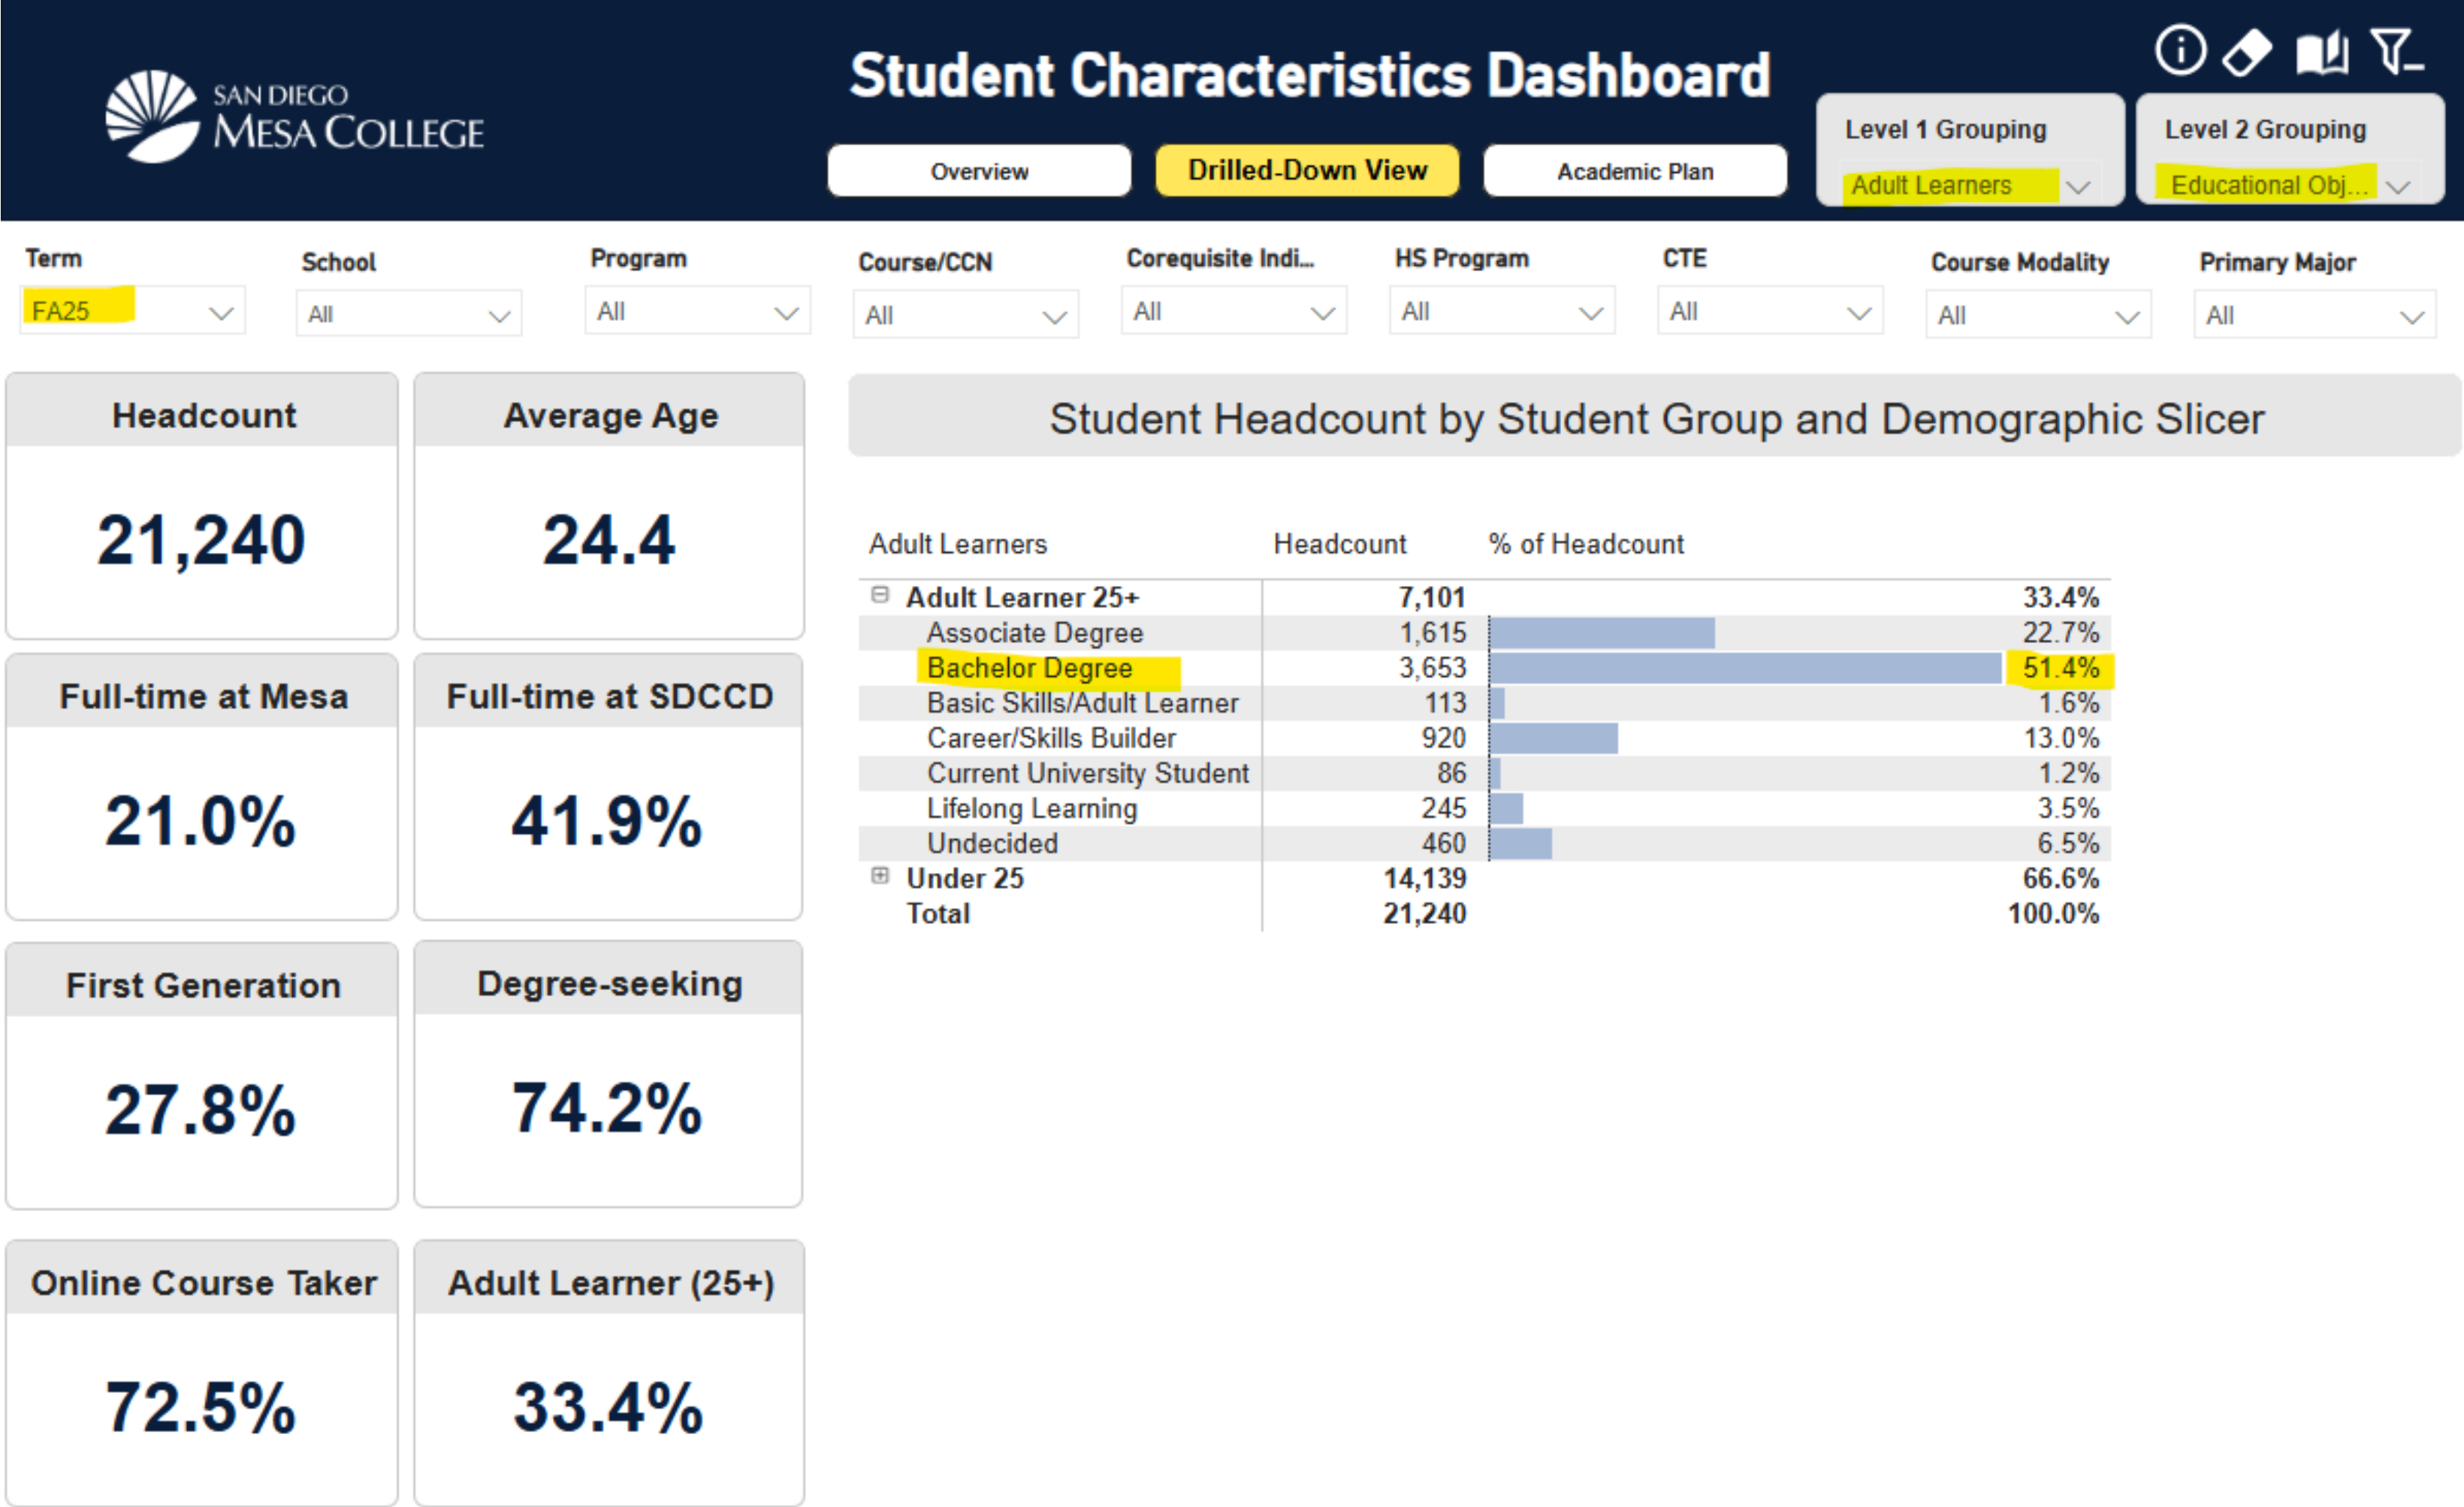 SAN DIEGO
MESA COLLEGE
Student Characteristics Dashboard
Overview
Drilled-Down View
Academic Plan
Level 1 Grouping
Adult Learners
Level 2 Grouping
Educational Obj...
Term
FA25
School
All
Program
All
Course/CCN
All
Corequisite Indi...
All
HS Program
All
CTE
All
Course Modality
All
Primary Major
All
Headcount
21,240
Average Age
24.4
Full-time at Mesa
21.0%
Full-time at SDCCD
41.9%
First Generation
27.8%
Degree-seeking
74.2%
Online Course Taker
72.5%
Adult Learner (25+)
33.4%
Student Headcount by Student Group and Demographic Slicer
Adult Learners Headcount % of Headcount
Adult Learner 25+ 7,101 33.4%
Associate Degree 1,615 22.7%
Bachelor Degree 3,653 51.4%
Basic Skills/Adult Learner 113 1.6%
Career/Skills Builder 920 13.0%
Current University Student 86 1.2%
Lifelong Learning 245 3.5%
Undecided 460 6.5%
Under 25 14,139 66.6%
Total 21,240 100.0%